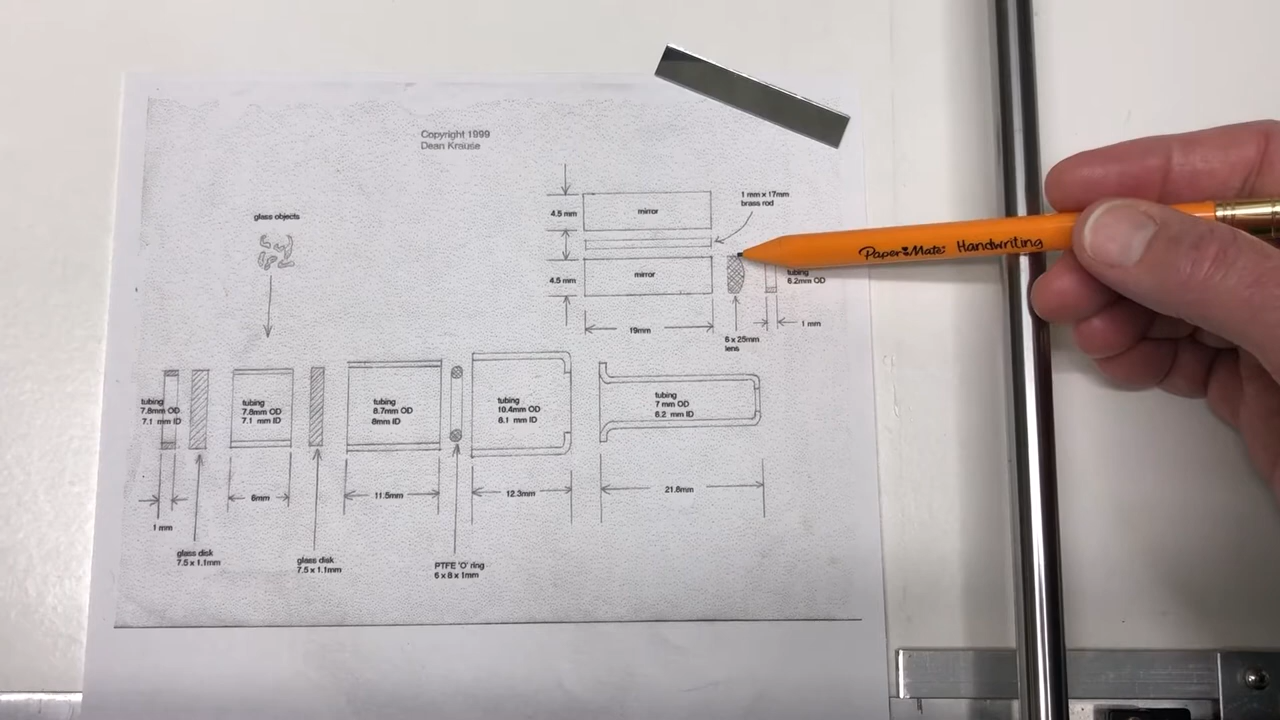 Copyright 1999
Dean Krause
glass objects
4.5 mm
mirror
1 mm x 17mm
brass rod
4.5 mm
mirror
tubing
6.2mm OD
19mm
1 mm
6 x 25mm
lens
Paper Mate Handwriting
tubing
7.8mm OD
7.1 mm ID
tubing
7.8mm OD
7.1 mm ID
tubing
8.7mm OD
8mm ID
tubing
10.4mm OD
8.1 mm ID
tubing
7 mm OD
6.2 mm ID
1 mm
6mm
11.5mm
12.3mm
21.6mm
glass disk
7.5 x 1.1mm
glass disk
7.5 x 1.1mm
PTFE 'O' ring
6 x 8 x 1mm